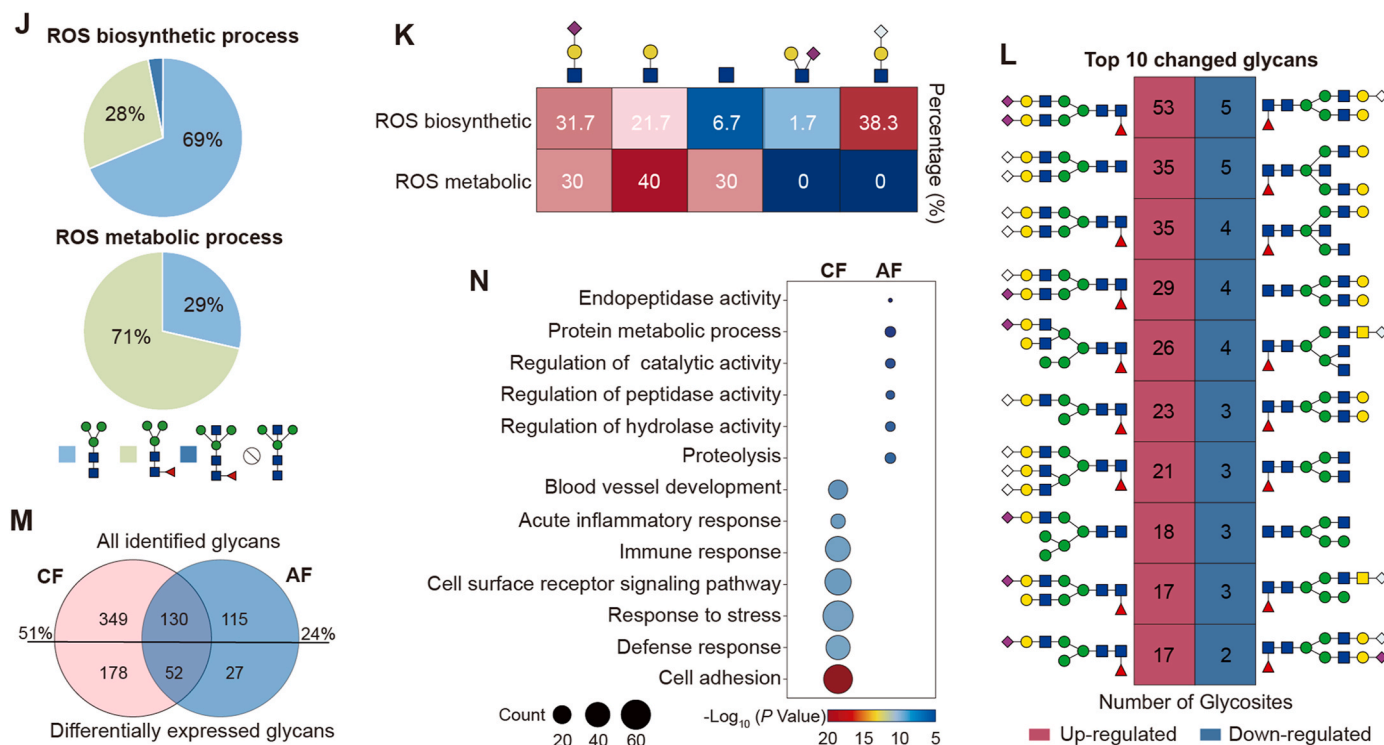 J
ROS biosynthetic process
28%
69%
ROS metabolic process
29%
71%
K
ROS biosynthetic 31.7 21.7 6.7 1.7 38.3
ROS metabolic 30 40 30 0 0
Percentage (%)
L
Top 10 changed glycans
53 5
35 5
35 4
29 4
26 4
23 3
21 3
18 3
17 3
17 2
Number of Glycosites
Up-regulated Down-regulated
M
All identified glycans
CF AF
349 130 115
51% 24%
178 52 27
Differentially expressed glycans
N
CF AF
Endopeptidase activity
Protein metabolic process
Regulation of catalytic activity
Regulation of peptidase activity
Regulation of hydrolase activity
Proteolysis
Blood vessel development
Acute inflammatory response
Immune response
Cell surface receptor signaling pathway
Response to stress
Defense response
Cell adhesion
Count
20 40 60
-Log10 (P Value)
20 15 10 5